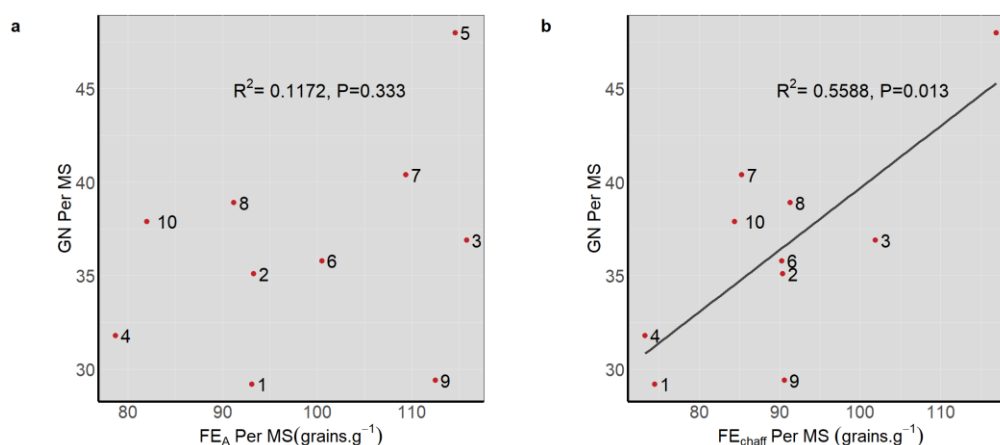 a
GN Per MS
45
40
35
30
R²= 0.1172, P=0.333
5
7
8
10
3
6
2
4
1
9
80 90 100 110
FE_A Per MS(grains.g⁻¹)
b
GN Per MS
45
40
35
30
R²= 0.5588, P=0.013
7
8
10
3
6
2
4
1
9
80 90 100 110
FE_chaff Per MS (grains.g⁻¹)